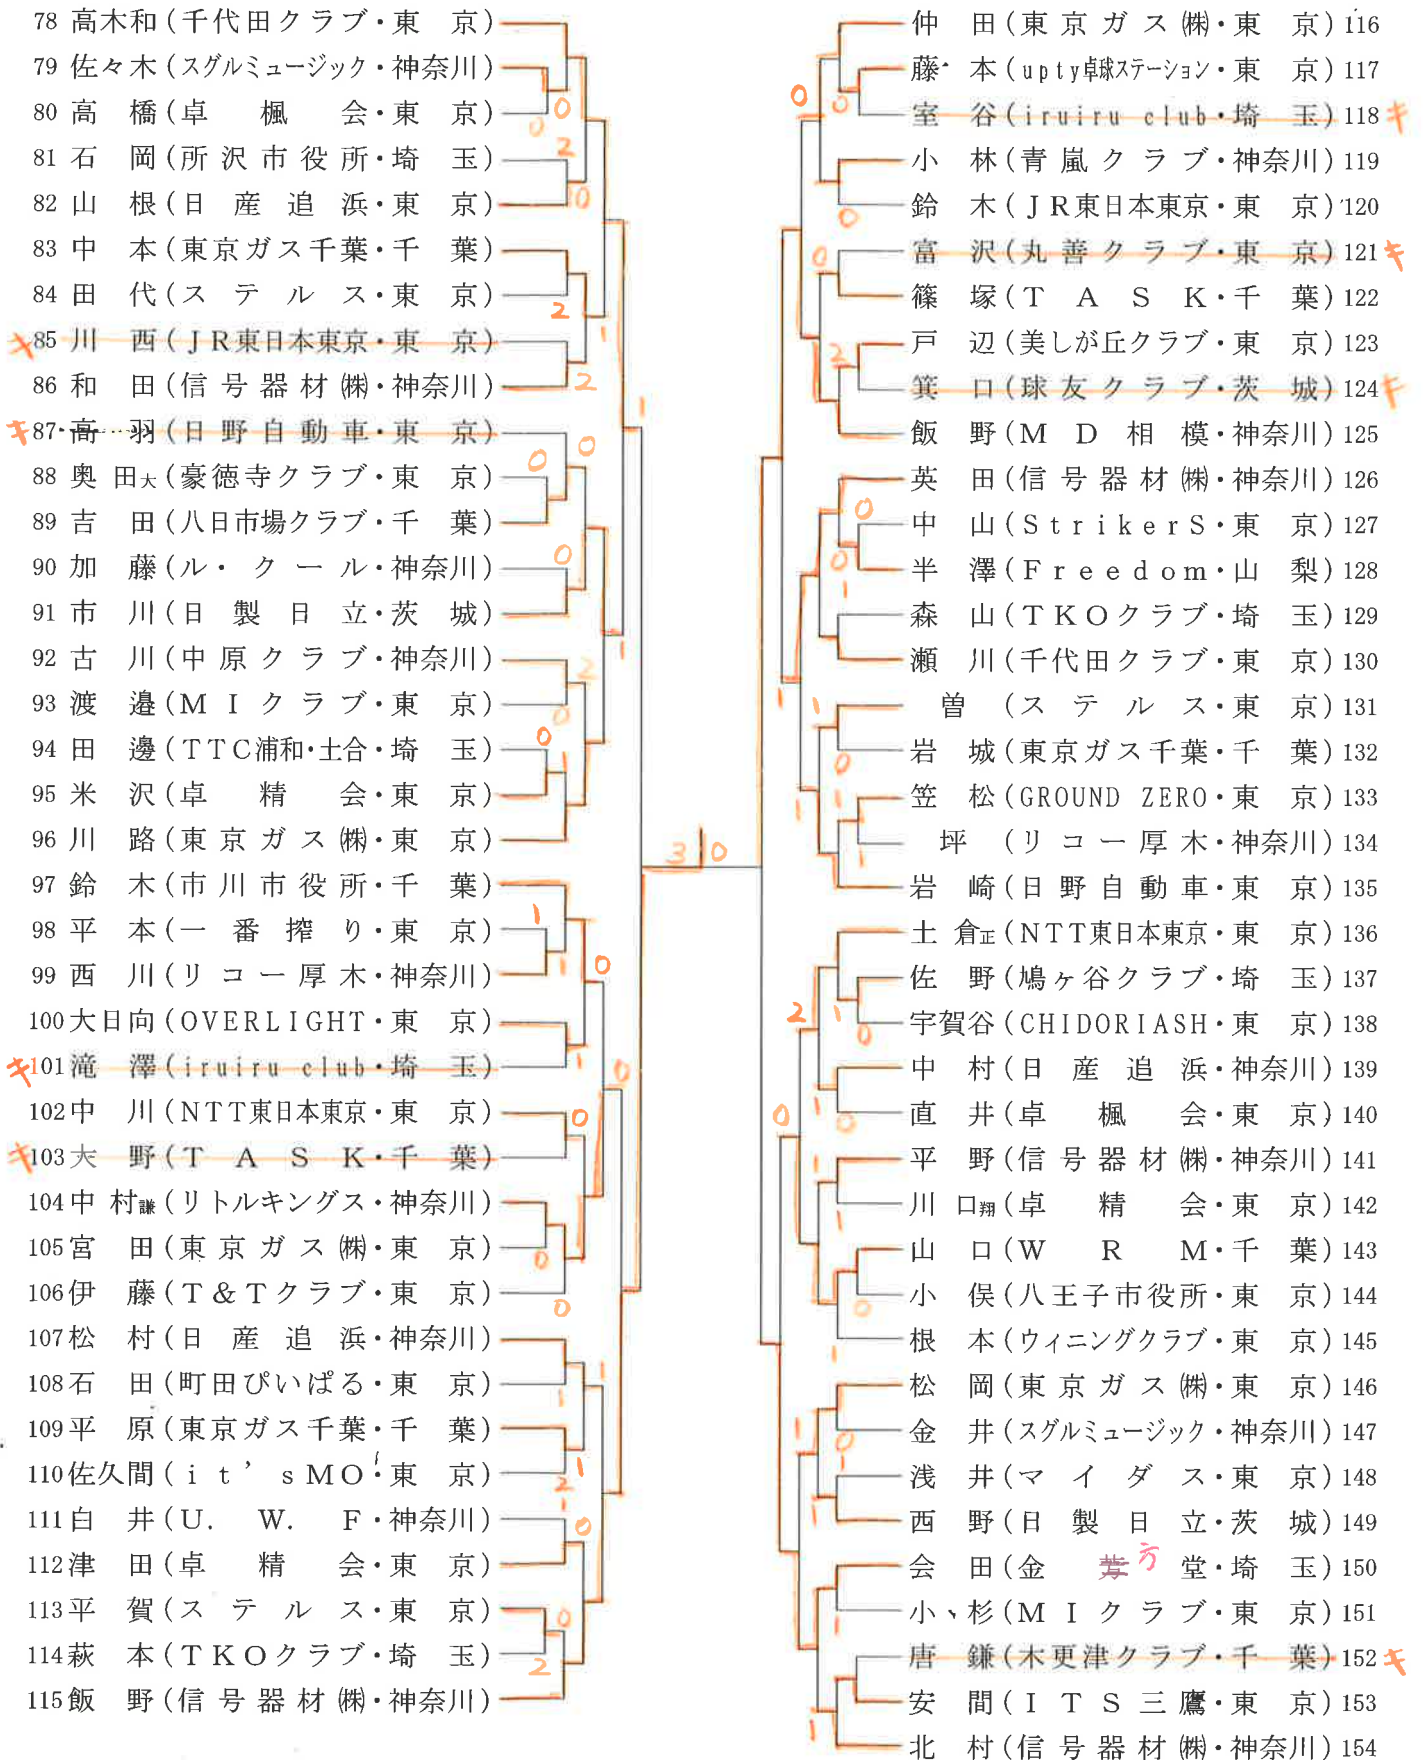 78 高木和(千代田クラブ・東 京)
79 佐々木(スグルミュージック・神奈川)
80 高 橋(卓 楓 会・東 京)
81 石 岡(所沢市役所・埼 玉)
82 山 根(日産追浜・東 京)
83 中 本(東京ガス千葉・千 葉)
84 田 代(ステルス・東 京)
キ 85 川 西(JR東日本東京・東 京)
86 和 田(信号器材㈱・神奈川)
キ 87 高 羽(日野自動車・東 京)
88 奥 田大(豪徳寺クラブ・東 京)
89 吉 田(八日市場クラブ・千 葉)
90 加 藤(ル・クール・神奈川)
91 市 川(日製日立・茨 城)
92 古 川(中原クラブ・神奈川)
93 渡 邉(MIクラブ・東 京)
94 田 邊(TTC浦和・土合・埼 玉)
95 米 沢(卓 精 会・東 京)
96 川 路(東京ガス㈱・東 京)
97 鈴 木(市川市役所・千 葉)
98 平 本(一番搾り・東 京)
99 西 川(リコー厚木・神奈川)
100 大日向(OVERLIGHT・東 京)
キ 101 滝 澤(iruiru club・埼 玉)
102 中 川(NTT東日本東京・東 京)
キ 103 大 野(TASK・千 葉)
104 中 村謙(リトルキングス・神奈川)
105 宮 田(東京ガス㈱・東 京)
106 伊 藤(T&Tクラブ・東 京)
107 松 村(日産追浜・神奈川)
108 石 田(町田ぴいぱる・東 京)
109 平 原(東京ガス千葉・千 葉)
110 佐久間(it'sMO!・東 京)
111 白 井(U. W. F・神奈川)
112 津 田(卓 精 会・東 京)
113 平 賀(ステルス・東 京)
114 萩 本(TKOクラブ・埼 玉)
115 飯 野(信号器材㈱・神奈川)
3 0
仲 田(東京ガス㈱・東 京)116
藤 本(upty卓球ステーション・東 京)117
室 谷(iruiru club・埼 玉)118 キ
小 林(青嵐クラブ・神奈川)119
鈴 木(JR東日本東京・東 京)120
富 沢(丸善クラブ・東 京)121 キ
篠 塚(TASK・千 葉)122
戸 辺(美しが丘クラブ・東 京)123
箕 口(球友クラブ・茨 城)124 キ
飯 野(MD相模・神奈川)125
英 田(信号器材㈱・神奈川)126
中 山(StrikerS・東 京)127
半 澤(Freedom・山 梨)128
森 山(TKOクラブ・埼 玉)129
瀬 川(千代田クラブ・東 京)130
曽 (ステルス・東 京)131
岩 城(東京ガス千葉・千 葉)132
笠 松(GROUND ZERO・東 京)133
坪 (リコー厚木・神奈川)134
岩 崎(日野自動車・東 京)135
土 倉正(NTT東日本東京・東 京)136
佐 野(鳩ヶ谷クラブ・埼 玉)137
宇賀谷(CHIDORIASH・東 京)138
中 村(日産追浜・神奈川)139
直 井(卓 楓 会・東 京)140
平 野(信号器材㈱・神奈川)141
川 口翔(卓 精 会・東 京)142
山 口(WRM・千 葉)143
小 俣(八王子市役所・東 京)144
根 本(ウィニングクラブ・東 京)145
松 岡(東京ガス㈱・東 京)146
金 井(スグルミュージック・神奈川)147
浅 井(マイダス・東 京)148
西 野(日製日立・茨 城)149
会 田(金 方 堂・埼 玉)150
小 杉(MIクラブ・東 京)151
唐 鎌(木更津クラブ・千 葉)152 キ
安 間(ITS三鷹・東 京)153
北 村(信号器材㈱・神奈川)154